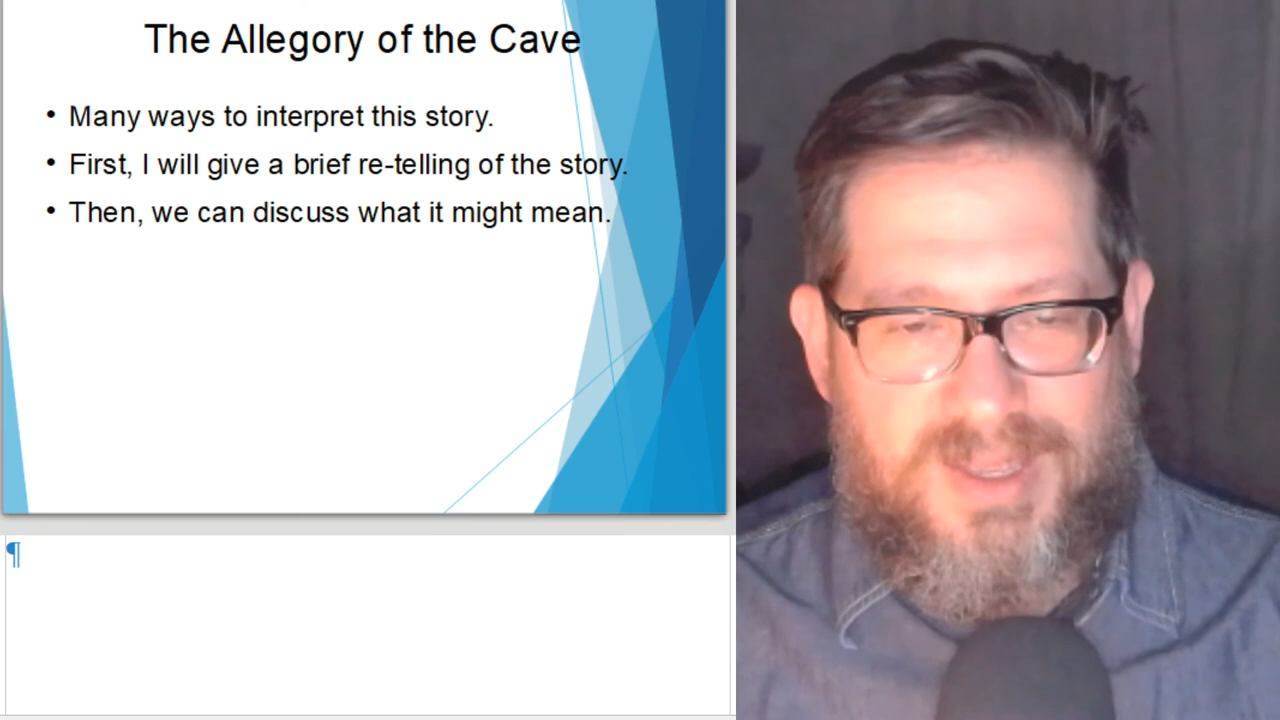 The Allegory of the Cave
• Many ways to interpret this story.
• First, I will give a brief re-telling of the story.
• Then, we can discuss what it might mean.
¶